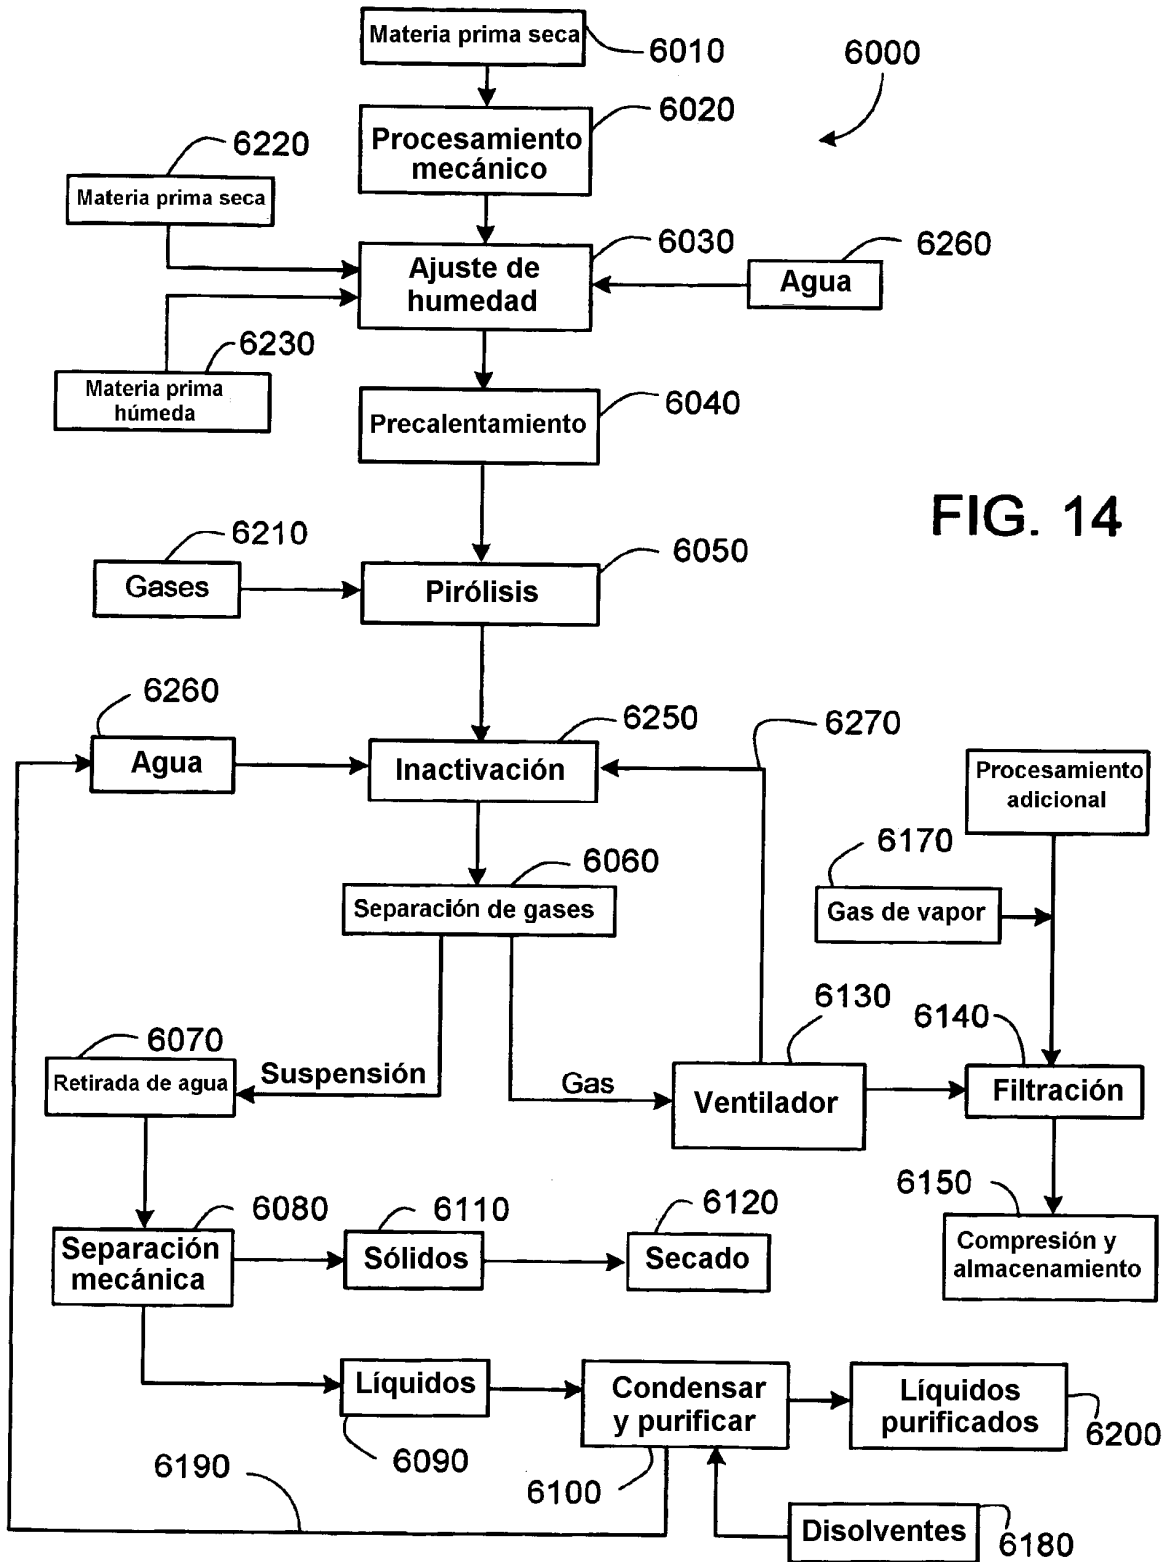 Materia prima seca
6010
6000
6020
Procesamiento
mecánico
6220
Materia prima seca
6030
6260
Ajuste de
humedad
Agua
6230
Materia prima
húmeda
6040
Precalentamiento
FIG. 14
6210
6050
Gases
Pirólisis
6260
6250
6270
Agua
Inactivación
Procesamiento
adicional
6170
6060
Gas de vapor
Separación de gases
6130
6140
6070
Suspensión
Retirada de agua
Gas
Ventilador
Filtración
6150
6080
6110
6120
Separación
mecánica
Sólidos
Secado
Compresión y
almacenamiento
Líquidos
Condensar
y purificar
Líquidos
purificados
6200
6190
6090
6100
Disolventes
6180